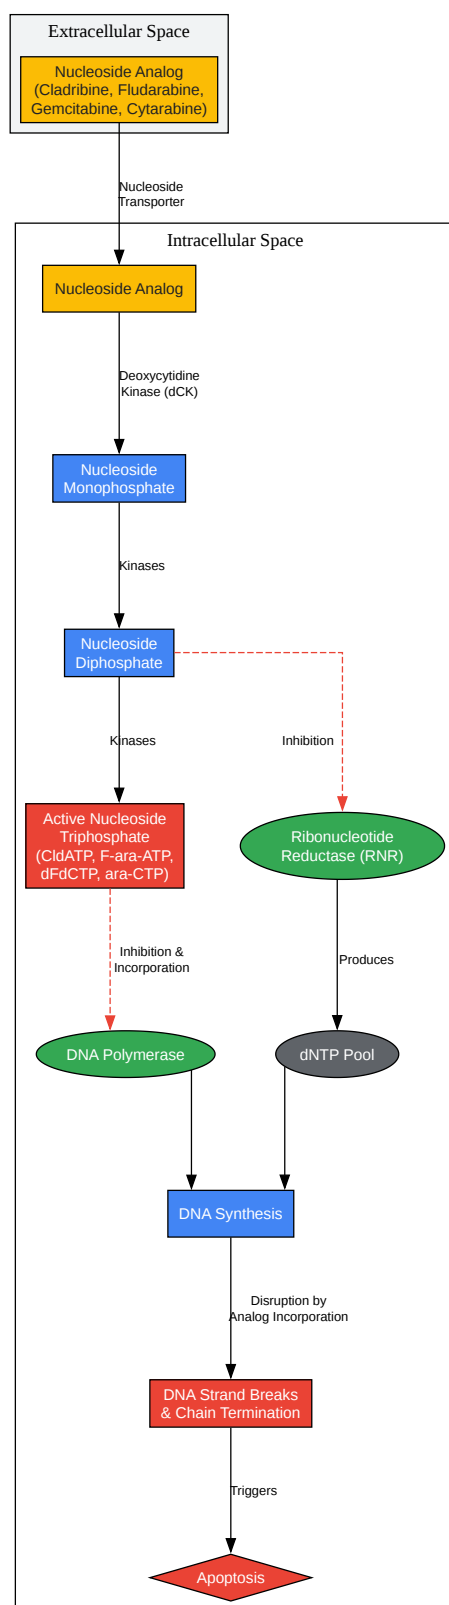 Extracellular Space
Nucleoside Analog
(Cladribine, Fludarabine,
Gemcitabine, Cytarabine)
Nucleoside
Transporter
Intracellular Space
Nucleoside Analog
Deoxycytidine
Kinase (dCK)
Nucleoside
Monophosphate
Kinases
Nucleoside
Diphosphate
Kinases
Inhibition
Active Nucleoside
Triphosphate
(CldATP, F-ara-ATP,
dFdCTP, ara-CTP)
Ribonucleotide
Reductase (RNR)
Inhibition &
Incorporation
Produces
DNA Polymerase
dNTP Pool
DNA Synthesis
Disruption by
Analog Incorporation
DNA Strand Breaks
& Chain Termination
Triggers
Apoptosis